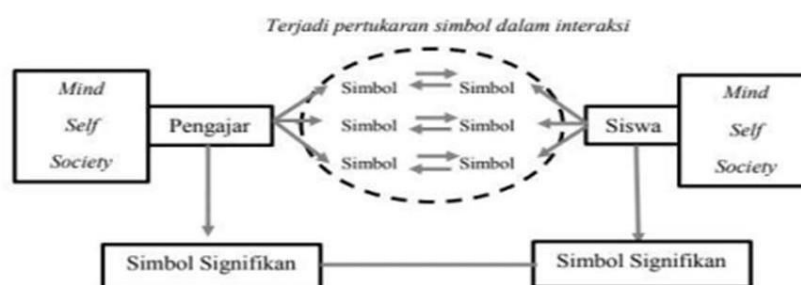 Terjadi pertukaran simbol dalam interaksi
Mind
Self
Society
Pengajar
Simbol Simbol
Simbol Simbol
Simbol Simbol
Siswa
Mind
Self
Society
Simbol Signifikan
Simbol Signifikan